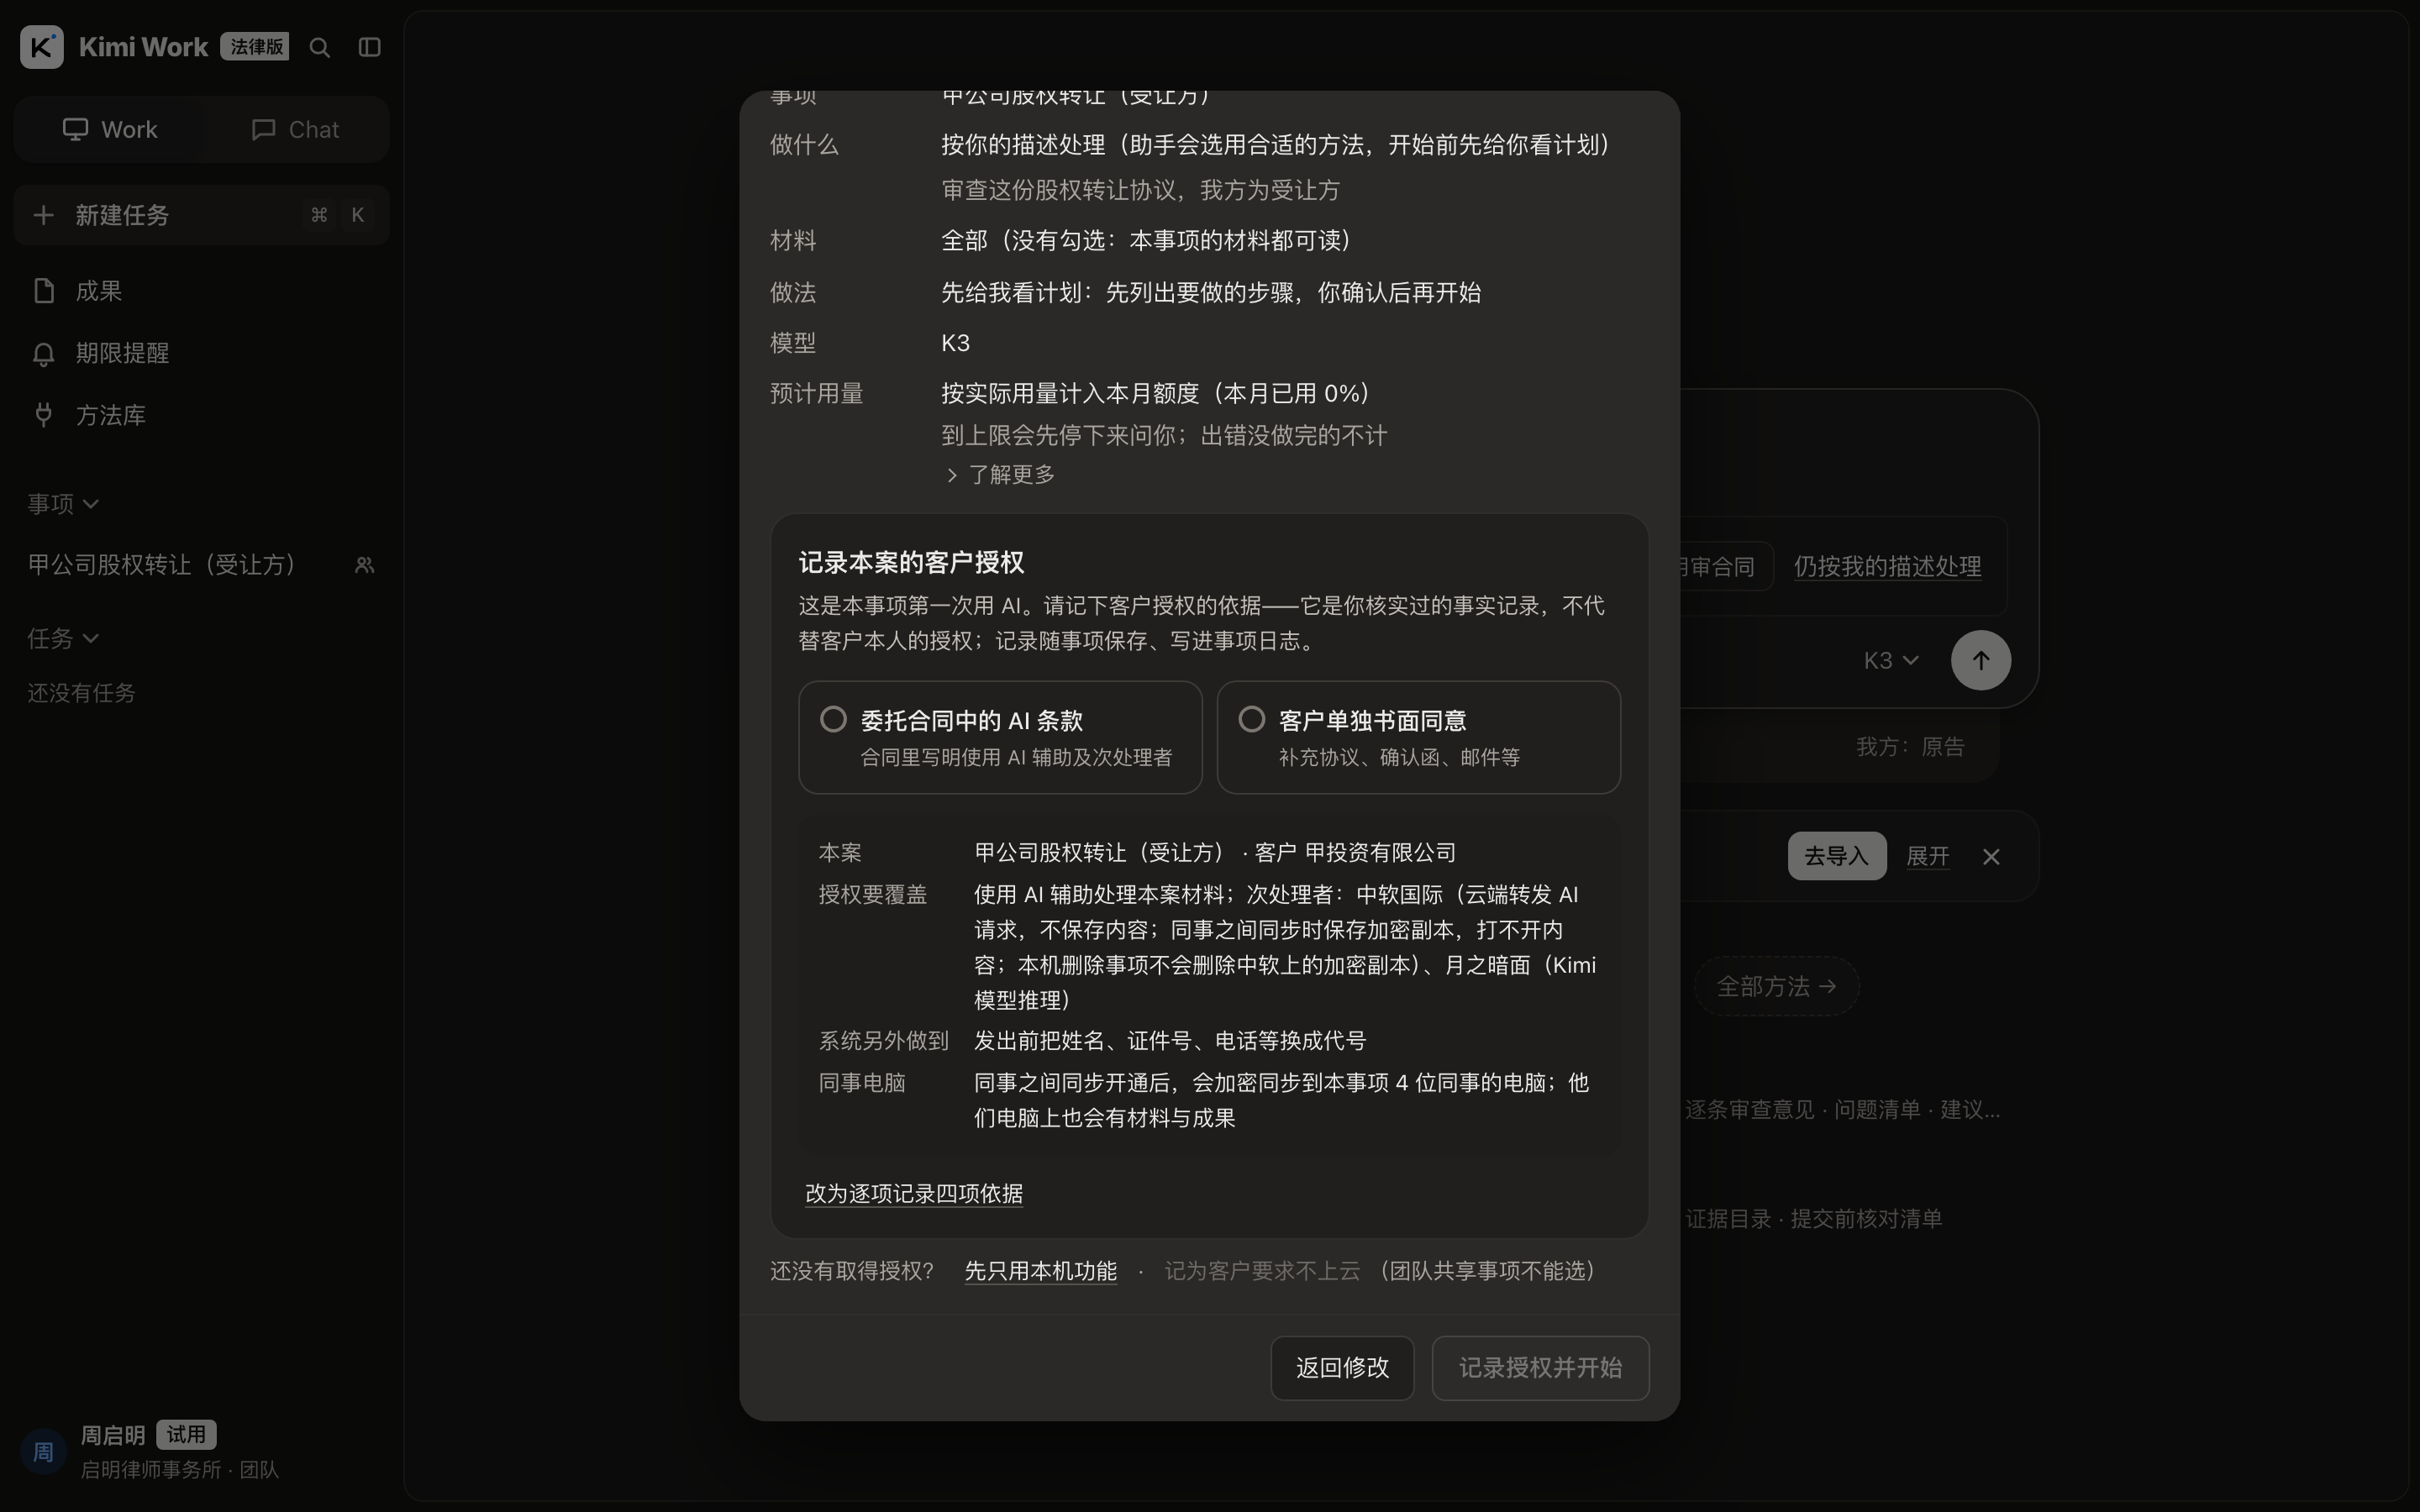 Kimi Work 法律版
Work
Chat
新建任务 ⌘ K
成果
期限提醒
方法库
事项
甲公司股权转让（受让方）
任务
还没有任务
周 周启明 试用
启明律师事务所 · 团队
事项 甲公司股权转让（受让方）
做什么 按你的描述处理（助手会选用合适的方法，开始前先给你看计划）
审查这份股权转让协议，我方为受让方
材料 全部（没有勾选：本事项的材料都可读）
做法 先给我看计划：先列出要做的步骤，你确认后再开始
模型 K3
预计用量 按实际用量计入本月额度（本月已用 0%）
到上限会先停下来问你；出错没做完的不计
了解更多
记录本案的客户授权
这是本事项第一次用 AI。请记下客户授权的依据——它是你核实过的事实记录，不代
替客户本人的授权；记录随事项保存、写进事项日志。
委托合同中的 AI 条款
合同里写明使用 AI 辅助及次处理者
客户单独书面同意
补充协议、确认函、邮件等
本案 甲公司股权转让（受让方） · 客户 甲投资有限公司
授权要覆盖 使用 AI 辅助处理本案材料；次处理者：中软国际（云端转发 AI
请求，不保存内容；同事之间同步时保存加密副本，打不开内
容；本机删除事项不会删除中软上的加密副本）、月之暗面（Kimi
模型推理）
系统另外做到 发出前把姓名、证件号、电话等换成代号
同事电脑 同事之间同步开通后，会加密同步到本事项 4 位同事的电脑；他
们电脑上也会有材料与成果
改为逐项记录四项依据
还没有取得授权？ 先只用本机功能 · 记为客户要求不上云 （团队共享事项不能选）
返回修改 记录授权并开始
审合同 仍按我的描述处理
K3
我方：原告
去导入 展开
全部方法 →
逐条审查意见 · 问题清单 · 建议...
证据目录 · 提交前核对清单